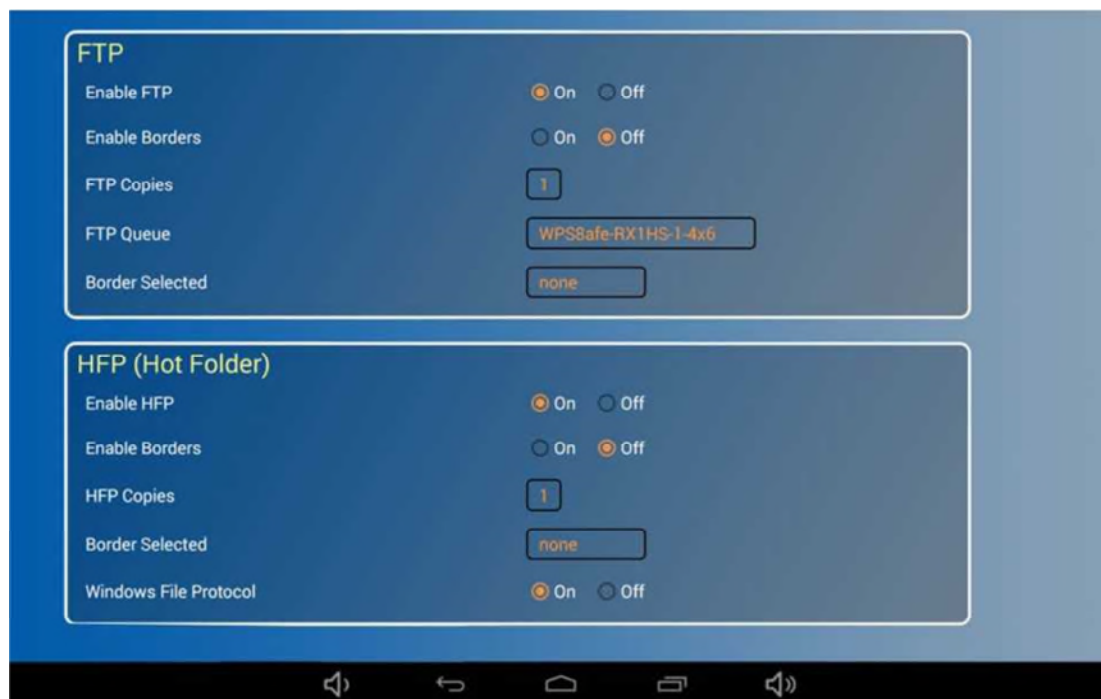 FTP
Enable FTP On Off
Enable Borders On Off
FTP Copies 1
FTP Queue WPS8afe-RX1HS-1-4x6
Border Selected none
HFP (Hot Folder)
Enable HFP On Off
Enable Borders On Off
HFP Copies 1
Border Selected none
Windows File Protocol On Off